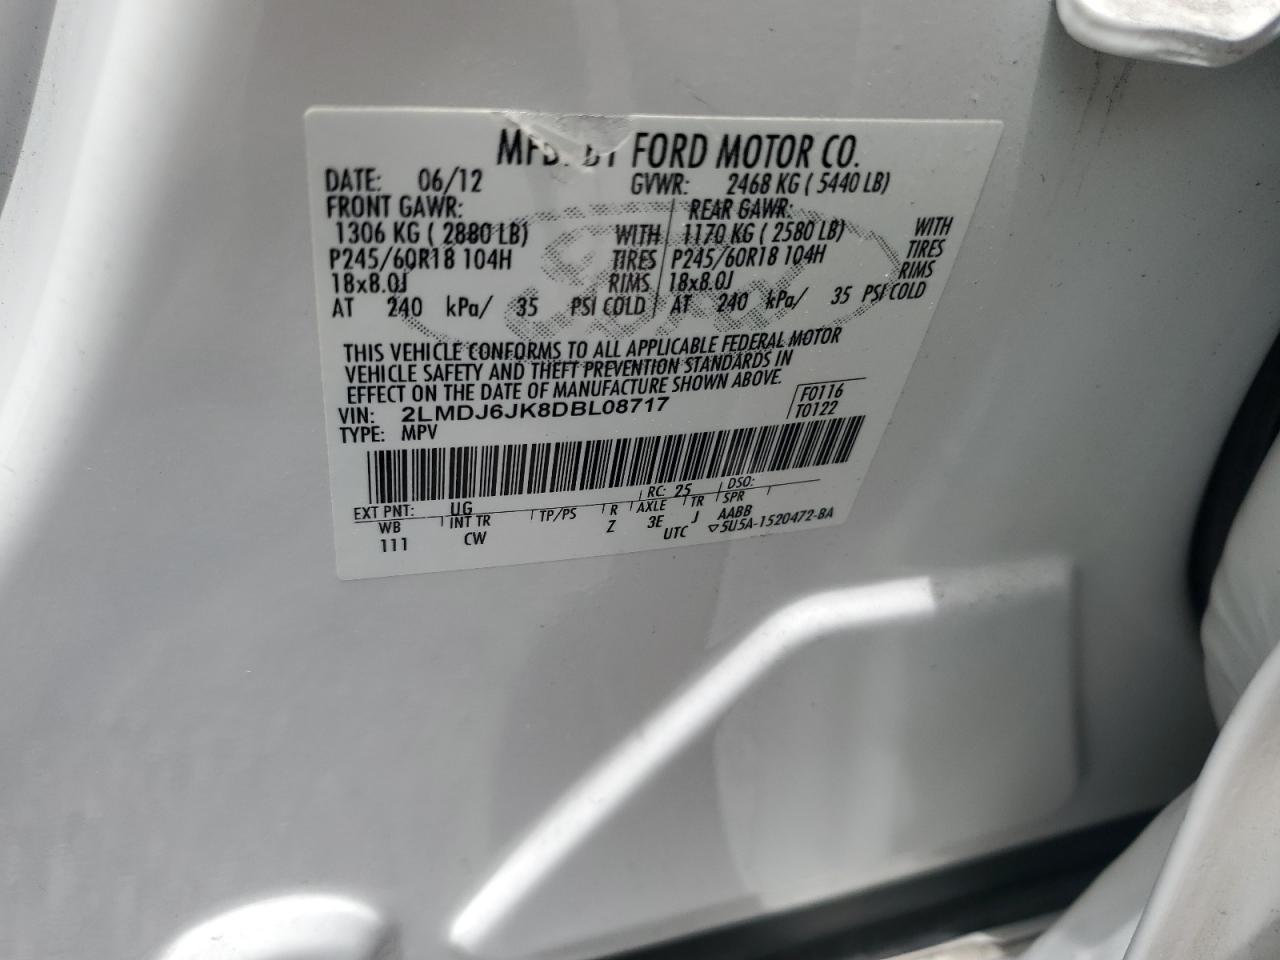 MFD. BY FORD MOTOR CO.
DATE: 06/12 GVWR: 2468 KG ( 5440 LB)
FRONT GAWR: REAR GAWR:
1306 KG ( 2880 LB) WITH 1170 KG ( 2580 LB) WITH
P245/60R18 104H TIRES P245/60R18 104H TIRES
18x8.0J RIMS 18x8.0J RIMS
AT 240 kPa/ 35 PSI COLD AT 240 kPa/ 35 PSI COLD
THIS VEHICLE CONFORMS TO ALL APPLICABLE FEDERAL MOTOR
VEHICLE SAFETY AND THEFT PREVENTION STANDARDS IN
EFFECT ON THE DATE OF MANUFACTURE SHOWN ABOVE.
VIN: 2LMDJ6JK8DBL08717 F0116
TYPE: MPV T0122
EXT PNT: UG RC: 25 DSO:
WB INT TR TP/PS R AXLE TR SPR
111 CW Z 3E J AABB
UTC ▽5U5A-1520472-BA